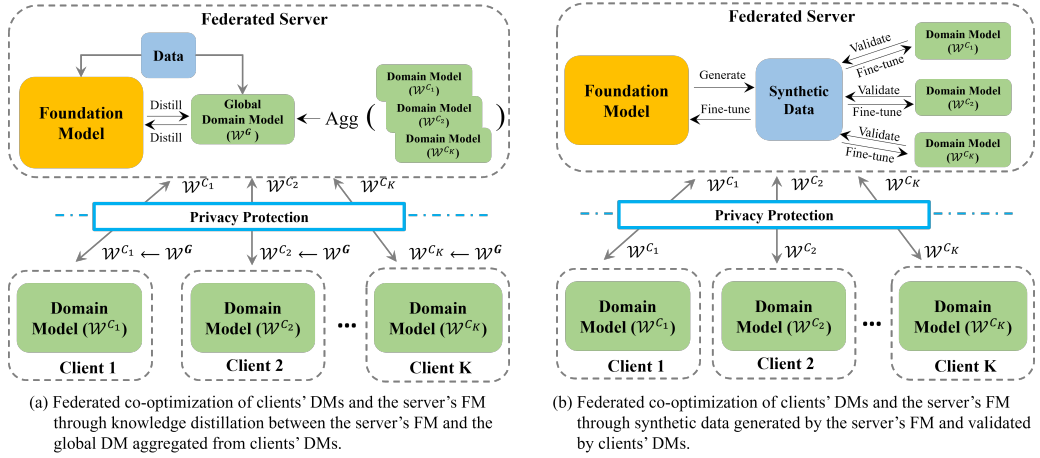 Federated Server
Data
Foundation
Model
Distill
Distill
Global
Domain Model
(𝒲^G)
Agg (
Domain Model
(𝒲^{C_1})
Domain Model
(𝒲^{C_2})
Domain Model
(𝒲^{C_K})
)
𝒲^{C_1} 𝒲^{C_2} 𝒲^{C_K}
Privacy Protection
𝒲^{C_1} ← 𝒲^G 𝒲^{C_2} ← 𝒲^G 𝒲^{C_K} ← 𝒲^G
Domain
Model (𝒲^{C_1})
Client 1
Domain
Model (𝒲^{C_2})
Client 2
...
Domain
Model (𝒲^{C_K})
Client K
(a) Federated co-optimization of clients' DMs and the server's FM
through knowledge distillation between the server's FM and the
global DM aggregated from clients' DMs.
Federated Server
Foundation
Model
Generate
Fine-tune
Synthetic
Data
Validate
Fine-tune
Domain Model
(𝒲^{C_1})
Validate
Fine-tune
Domain Model
(𝒲^{C_2})
Validate
Fine-tune
Domain Model
(𝒲^{C_K})
𝒲^{C_1} 𝒲^{C_2} 𝒲^{C_K}
Privacy Protection
𝒲^{C_1} 𝒲^{C_2} 𝒲^{C_K}
Domain
Model (𝒲^{C_1})
Client 1
Domain
Model (𝒲^{C_2})
Client 2
...
Domain
Model (𝒲^{C_K})
Client K
(b) Federated co-optimization of clients' DMs and the server's FM
through synthetic data generated by the server's FM and validated
by clients' DMs.